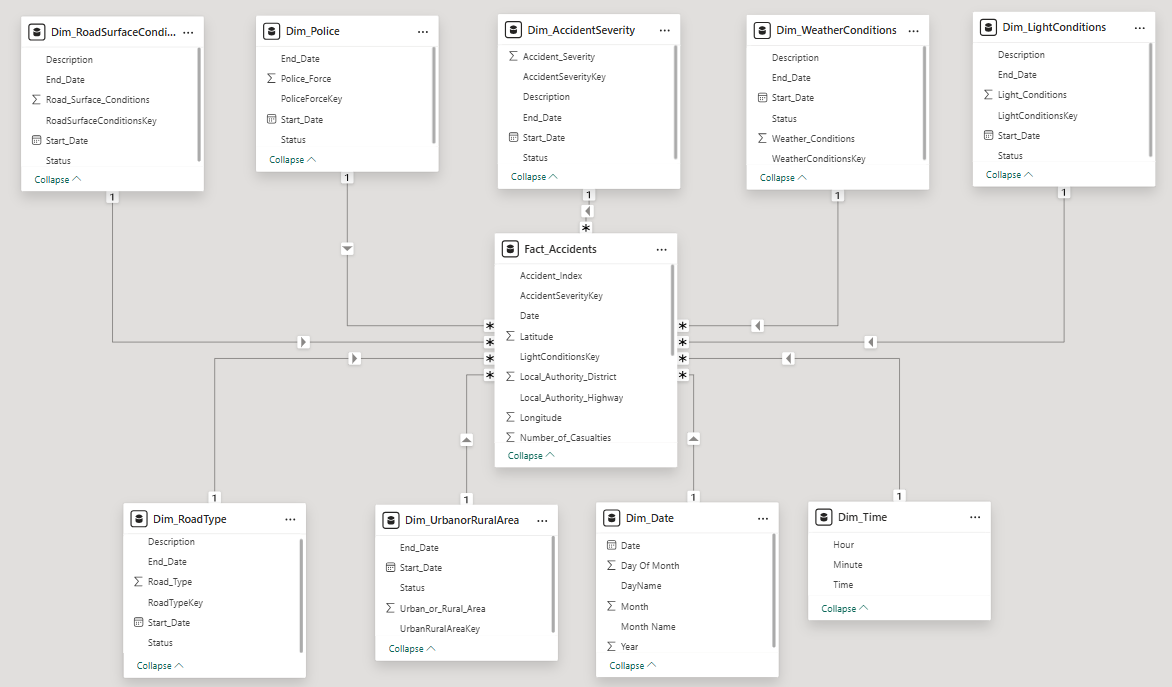 Dim_RoadSurfaceCondi...
Description
End_Date
Road_Surface_Conditions
RoadSurfaceConditionsKey
Start_Date
Status
Collapse
Dim_Police
End_Date
Police_Force
PoliceForceKey
Start_Date
Status
Collapse
Dim_AccidentSeverity
Accident_Severity
AccidentSeverityKey
Description
End_Date
Start_Date
Status
Collapse
Dim_WeatherConditions
Description
End_Date
Start_Date
Status
Weather_Conditions
WeatherConditionsKey
Collapse
Dim_LightConditions
Description
End_Date
Light_Conditions
LightConditionsKey
Start_Date
Status
Collapse
1
1
1
1
1
*
Fact_Accidents
Accident_Index
AccidentSeverityKey
Date
Latitude
LightConditionsKey
Local_Authority_District
Local_Authority_Highway
Longitude
Number_of_Casualties
Collapse
* *
* *
* *
* *
1
1
1
1
Dim_RoadType
Description
End_Date
Road_Type
RoadTypeKey
Start_Date
Status
Collapse
Dim_UrbanorRuralArea
End_Date
Start_Date
Status
Urban_or_Rural_Area
UrbanRuralAreaKey
Collapse
Dim_Date
Date
Day Of Month
DayName
Month
Month Name
Year
Collapse
Dim_Time
Hour
Minute
Time
Collapse